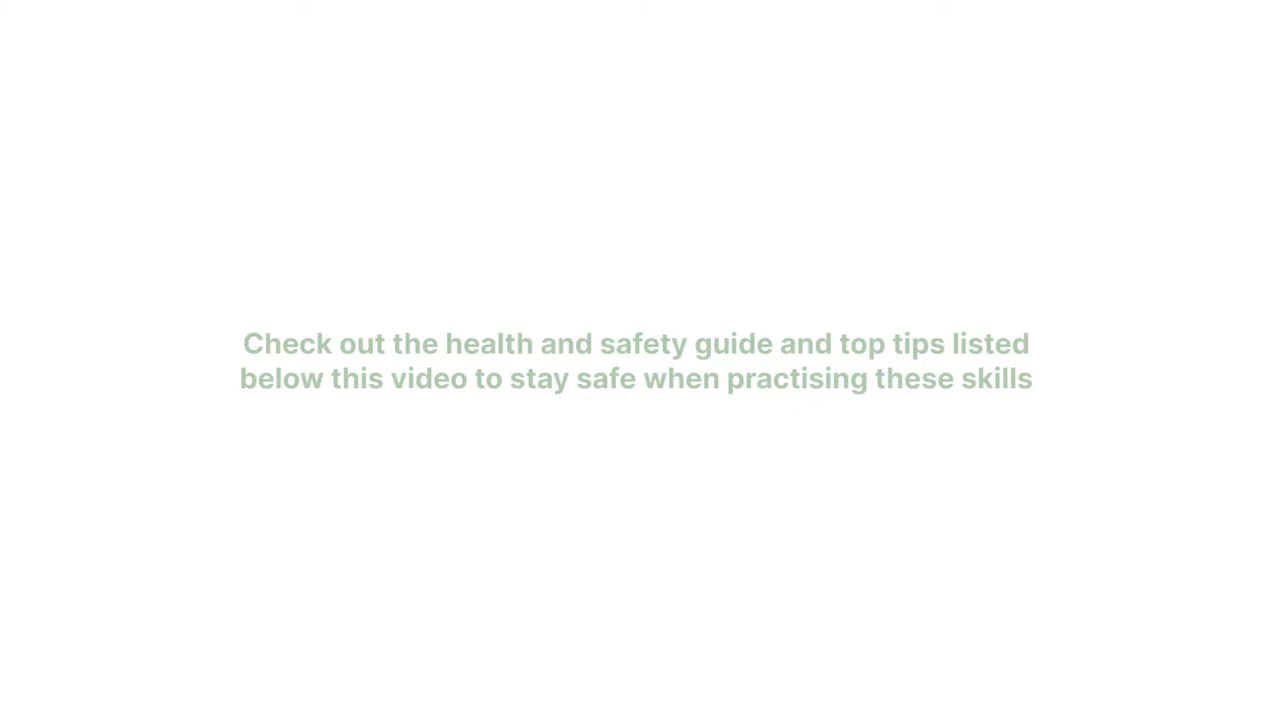 Check out the health and safety guide and top tips listed
below this video to stay safe when practising these skills